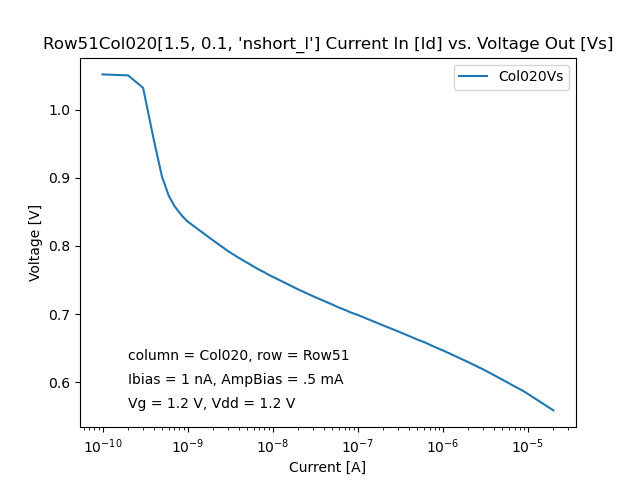 Row51Col020[1.5, 0.1, 'nshort_l'] Current In [Id] vs. Voltage Out [Vs]
Col020Vs
1.0
0.9
0.8
0.7
0.6
Voltage [V]
column = Col020, row = Row51
Ibias = 1 nA, AmpBias = .5 mA
Vg = 1.2 V, Vdd = 1.2 V
10⁻¹⁰ 10⁻⁹ 10⁻⁸ 10⁻⁷ 10⁻⁶ 10⁻⁵
Current [A]